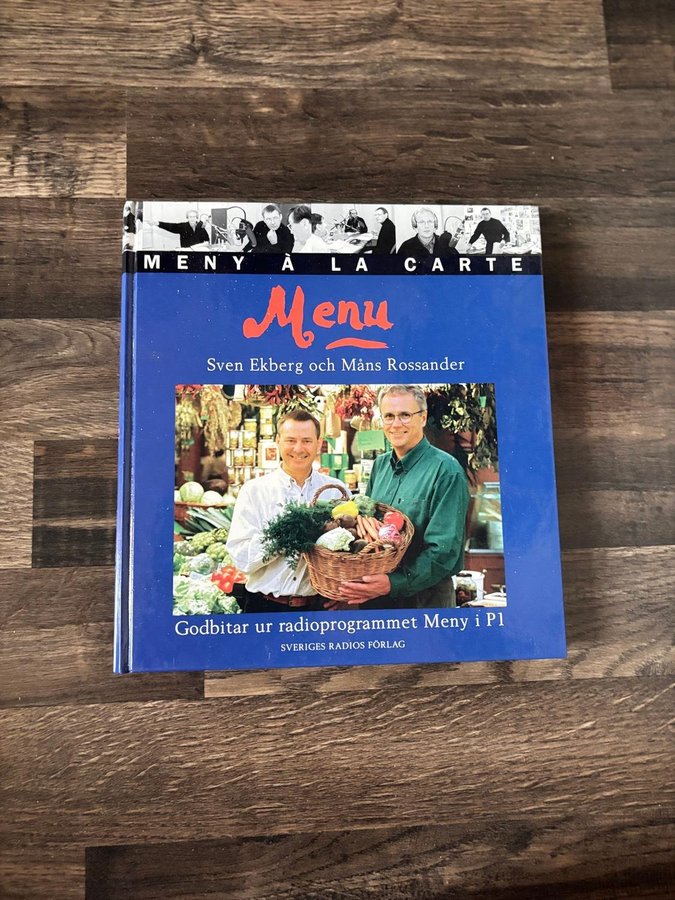 MENY À LA CARTE
Menu
Sven Ekberg och Måns Rossander
Godbitar ur radioprogrammet Meny i P1
SVERIGES RADIOS FÖRLAG